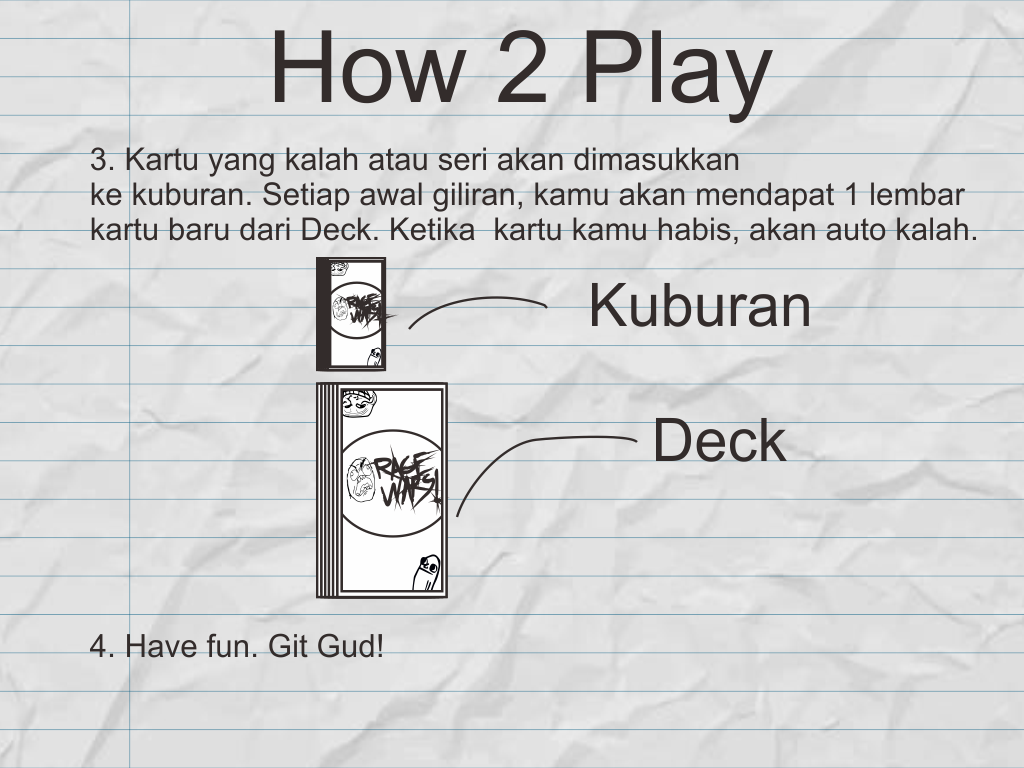 How 2 Play
3. Kartu yang kalah atau seri akan dimasukkan
ke kuburan. Setiap awal giliran, kamu akan mendapat 1 lembar
kartu baru dari Deck. Ketika  kartu kamu habis, akan auto kalah.
RAGE
WARS!
Kuburan
RAGE
WARS!
Deck
4. Have fun. Git Gud!